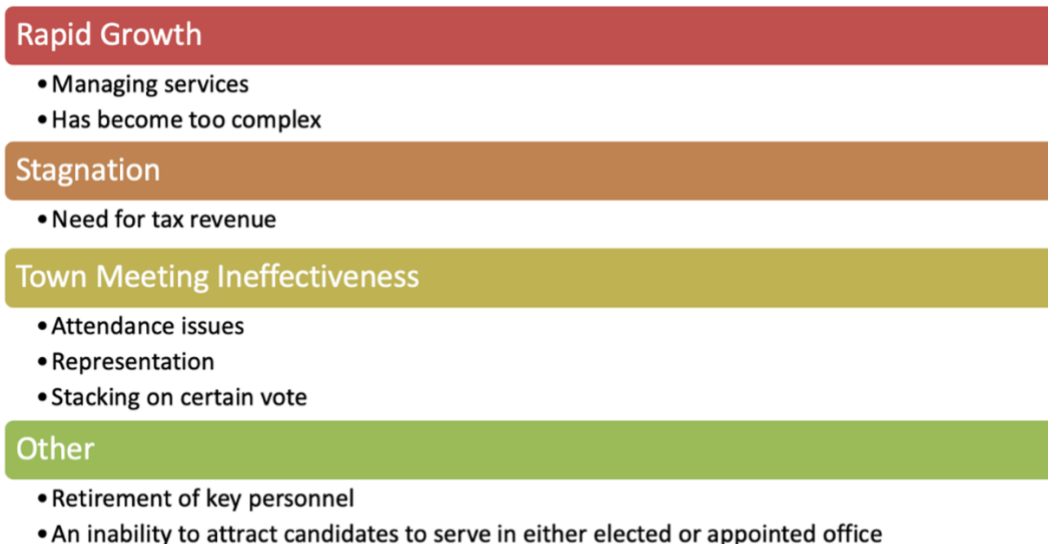 Rapid Growth
•Managing services
•Has become too complex
Stagnation
•Need for tax revenue
Town Meeting Ineffectiveness
•Attendance issues
•Representation
•Stacking on certain vote
Other
•Retirement of key personnel
•An inability to attract candidates to serve in either elected or appointed office